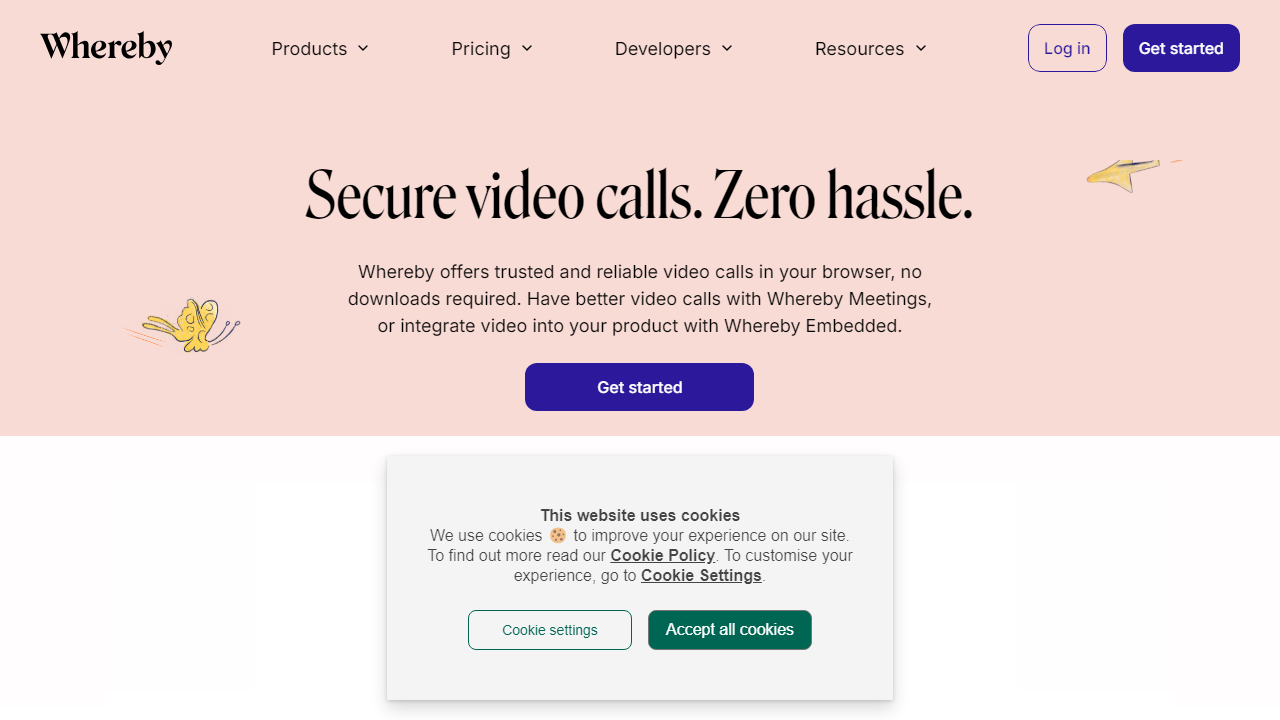 Whereby
Products
Pricing
Developers
Resources
Log in
Get started
Secure video calls. Zero hassle.
Whereby offers trusted and reliable video calls in your browser, no
downloads required. Have better video calls with Whereby Meetings,
or integrate video into your product with Whereby Embedded.
Get started
This website uses cookies
We use cookies 🍪 to improve your experience on our site.
To find out more read our Cookie Policy. To customise your
experience, go to Cookie Settings.
Cookie settings
Accept all cookies